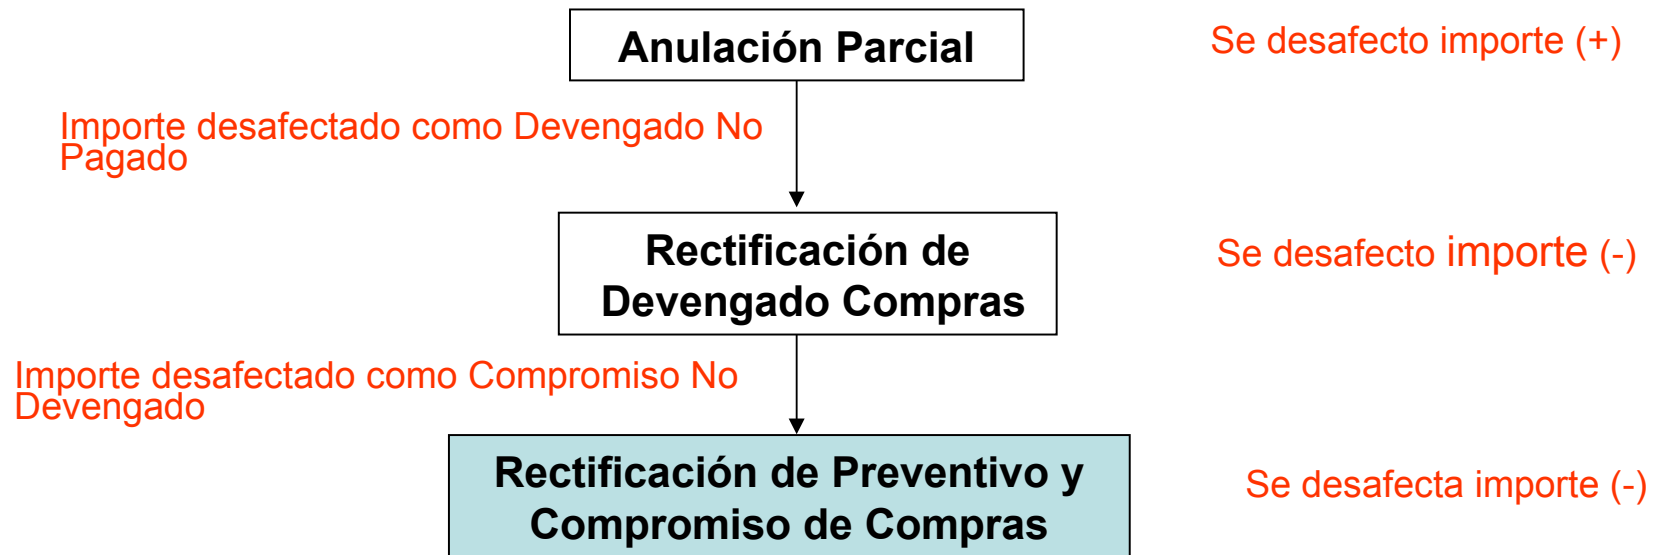 Anulación Parcial
Se desafecto importe (+)
Importe desafectado como Devengado No
Pagado
Rectificación de
Devengado Compras
Se desafecto importe (-)
Importe desafectado como Compromiso No
Devengado
Rectificación de Preventivo y
Compromiso de Compras
Se desafecta importe (-)